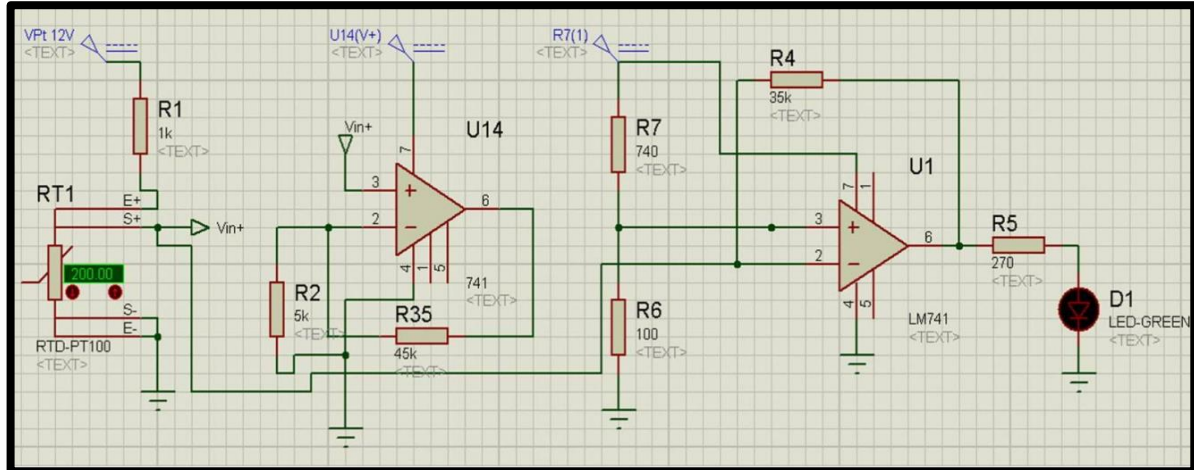 VPt 12V
<TEXT>
R1
1k
<TEXT>
RT1
E+
S+
Vin+
200.00
S-
E-
RTD-PT100
<TEXT>
U14(V+)
<TEXT>
Vin+
U14
7
3
2
6
4
1
5
741
<TEXT>
R2
5k
<TEXT>
R35
45k
<TEXT>
R7(1)
<TEXT>
R7
740
<TEXT>
R6
100
<TEXT>
R4
35k
<TEXT>
U1
7
1
3
2
6
4
5
LM741
<TEXT>
R5
270
<TEXT>
D1
LED-GREEN
<TEXT>